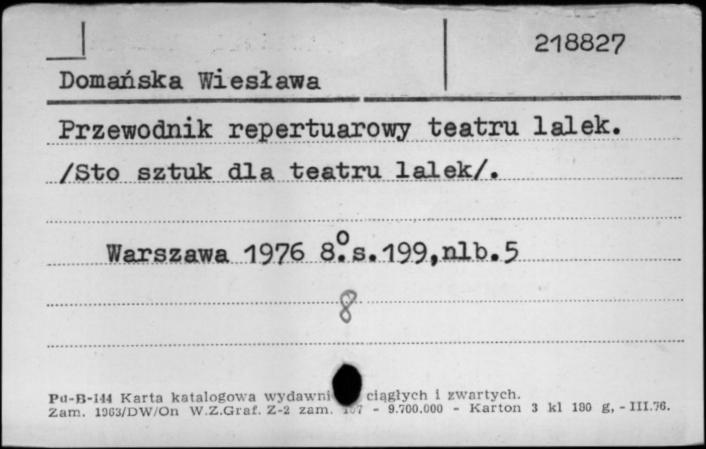 218827
Domańska Wiesława
Przewodnik repertuarowy teatru lalek.
/Sto sztuk dla teatru lalek/.
Warszawa 1976 8.º s.199,nlb.5
8
Pu-B-144 Karta katalogowa wydawni ciągłych i zwartych.
Zam. 1963/DW/On W.Z.Graf. Z-2 zam. - 9.700.000 - Karton 3 kl 180 g, - III.76.